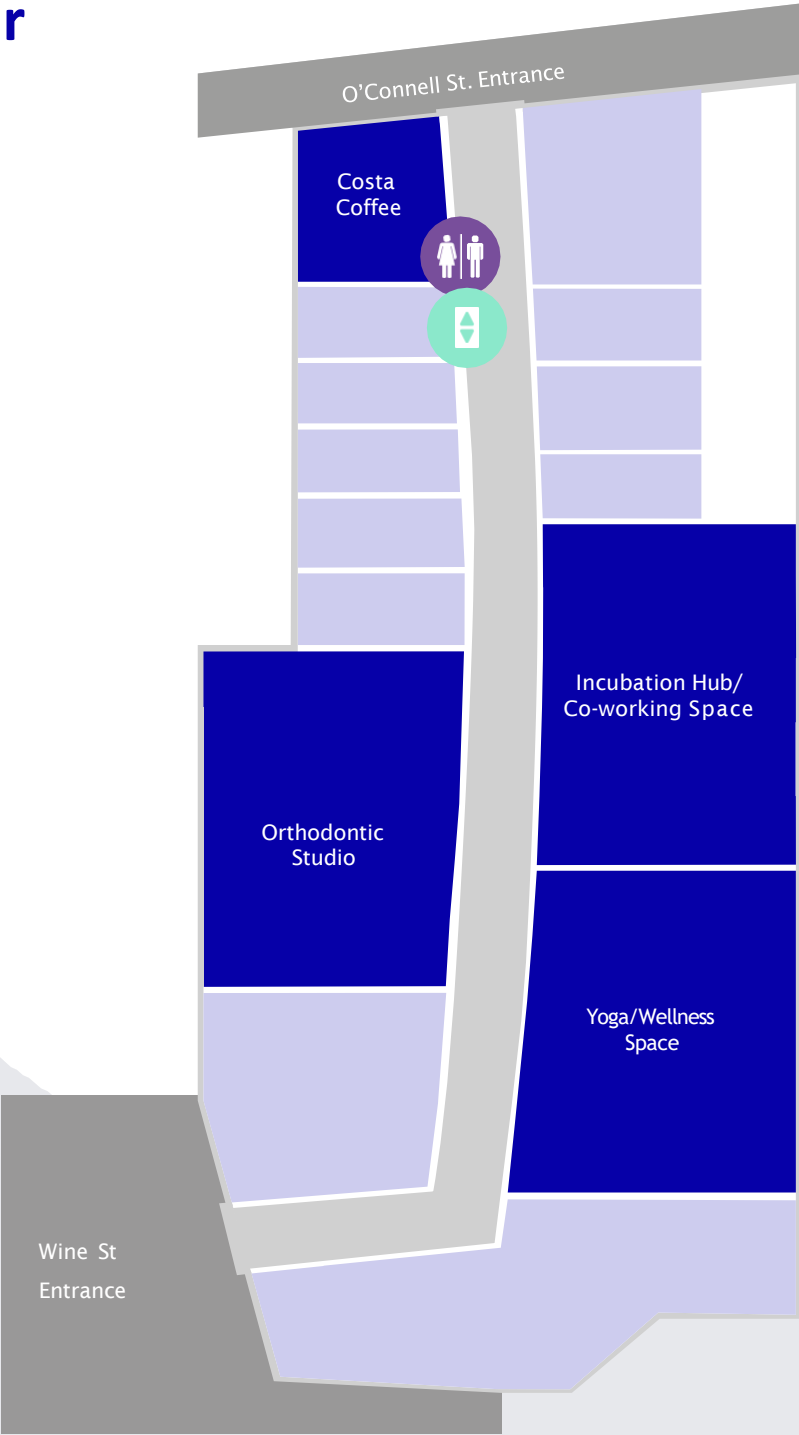 r
O'Connell St. Entrance
Costa
Coffee
Incubation Hub/
Co-working Space
Orthodontic
Studio
Yoga/Wellness
Space
Wine St
Entrance